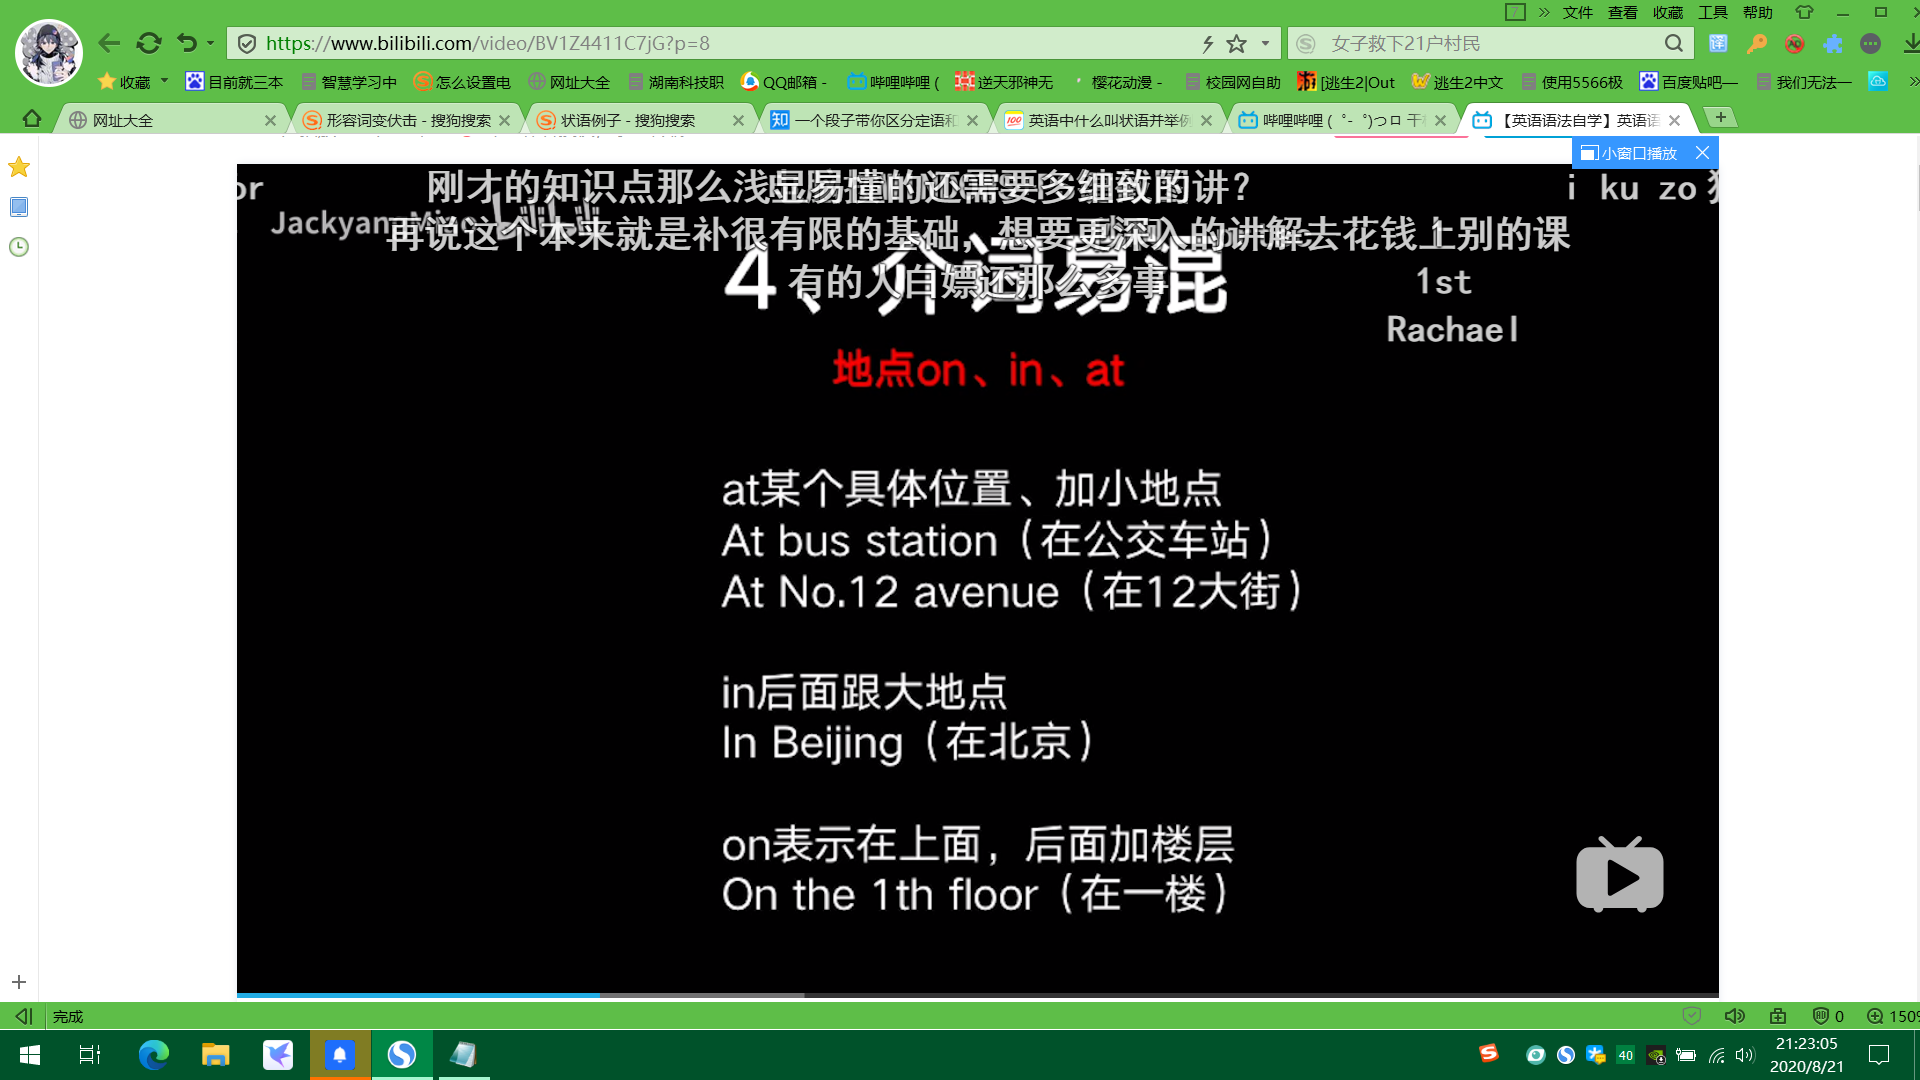 文件 查看 收藏 工具 帮助
https://www.bilibili.com/video/BV1Z4411C7jG?p=8
女子救下21户村民
译
收藏 目前就三本 智慧学习中 怎么设置电 网址大全 湖南科技职 QQ邮箱 - 哔哩哔哩 ( 逆天邪神无 樱花动漫 - 校园网自助 [逃生2|Out 逃生2中文 使用5566极 百度贴吧— 我们无法一
网址大全 形容词变伏击 - 搜狗搜索 状语例子 - 搜狗搜索 知 一个段子带你区分定语和 100 英语中什么叫状语并举例 哔哩哔哩 ( ゜- ゜)つロ 干 【英语语法自学】英语语
小窗口播放
or 刚才的知识点那么浅显易懂的还需要多细致的讲? i ku zo
再说这个本来就是补很有限的基础，想要更深入的讲解去花钱上别的课
有的人白嫖还那么多事
1st
Rachael
4、介词易混
地点on、in、at
at某个具体位置、加小地点
At bus station（在公交车站）
At No.12 avenue（在12大街）
in后面跟大地点
In Beijing（在北京）
on表示在上面，后面加楼层
On the 1th floor（在一楼）
完成
0
150%
40
21:23:05
2020/8/21